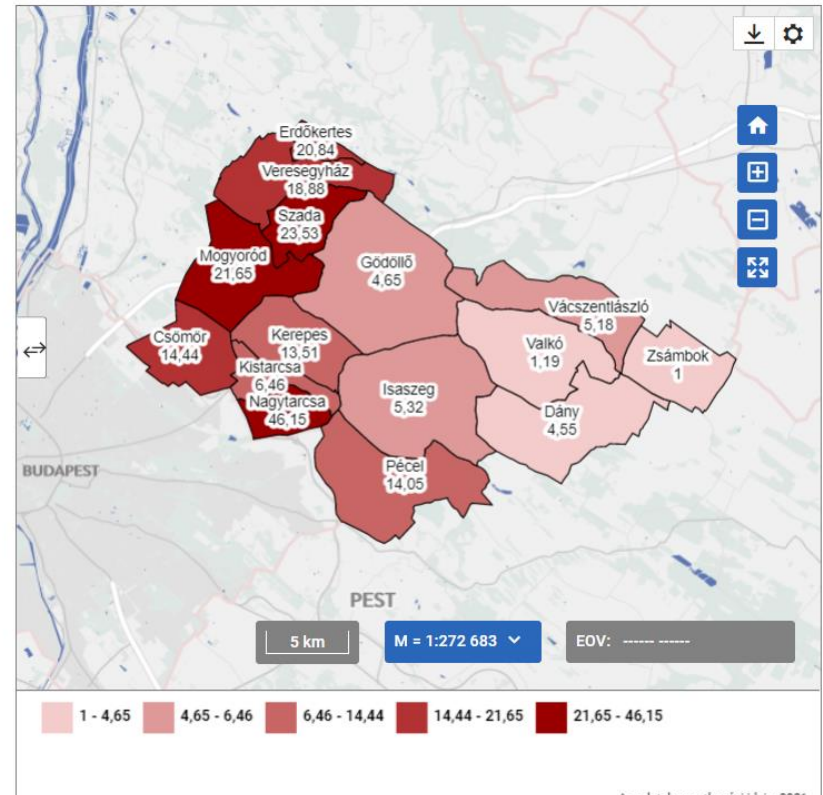 Erdőkertes
20,84
Veresegyház
18,88
Szada
23,53
Mogyoród
21,65
Gödöllő
4,65
Vácszentlászló
5,18
Csömör
14,44
Kerepes
13,51
Valkó
1,19
Zsámbok
1
Kistarcsa
6,46
Isaszeg
5,32
Nagytarcsa
46,15
Dány
4,55
Pécel
14,05
BUDAPEST
PEST
5 km
M = 1:272 683
EOV: ------ ------
1 - 4,65
4,65 - 6,46
6,46 - 14,44
14,44 - 21,65
21,65 - 46,15